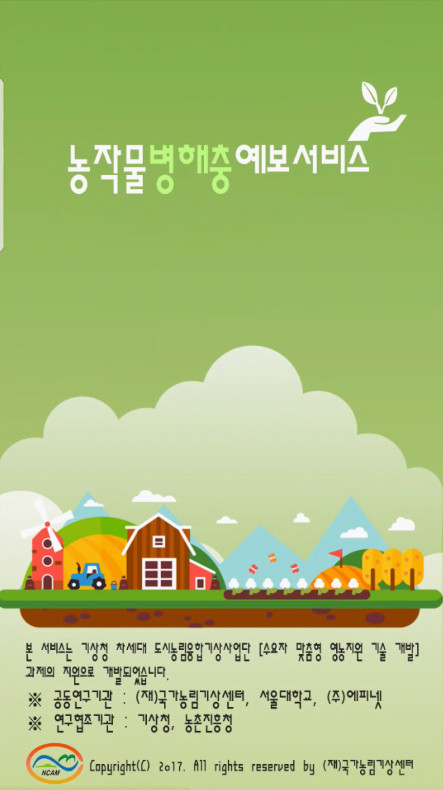 농작물병해충예보서비스
본 서비스는 기상청 차세대 도시농림융합기상사업단 [수요자 맞춤형 영농지원 기술 개발]
과제의 지원으로 개발되었습니다.
※ 공동연구기관 : (재)국가농림기상센터, 서울대학교, (주)에피넷
※ 연구협조기관 : 기상청, 농촌진흥청
NCAM
Copyright(C) 2017. All rights reserved by (재)국가농림기상센터